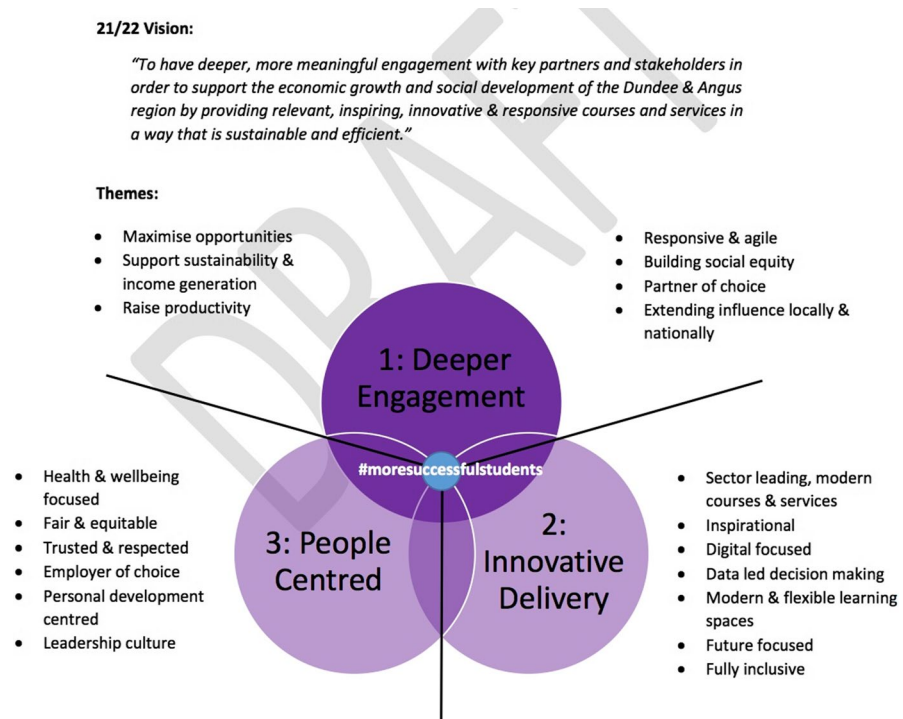 21/22 Vision:
“To have deeper, more meaningful engagement with key partners and stakeholders in
order to support the economic growth and social development of the Dundee & Angus
region by providing relevant, inspiring, innovative & responsive courses and services in
a way that is sustainable and efficient.”
DRAFT
Themes:
• Maximise opportunities
• Support sustainability &
income generation
• Raise productivity
• Responsive & agile
• Building social equity
• Partner of choice
• Extending influence locally &
nationally
1: Deeper
Engagement
#moresuccessfulstudents
• Health & wellbeing
focused
• Fair & equitable
• Trusted & respected
• Employer of choice
• Personal development
centred
• Leadership culture
3: People
Centred
2:
Innovative
Delivery
• Sector leading, modern
courses & services
• Inspirational
• Digital focused
• Data led decision making
• Modern & flexible learning
spaces
• Future focused
• Fully inclusive